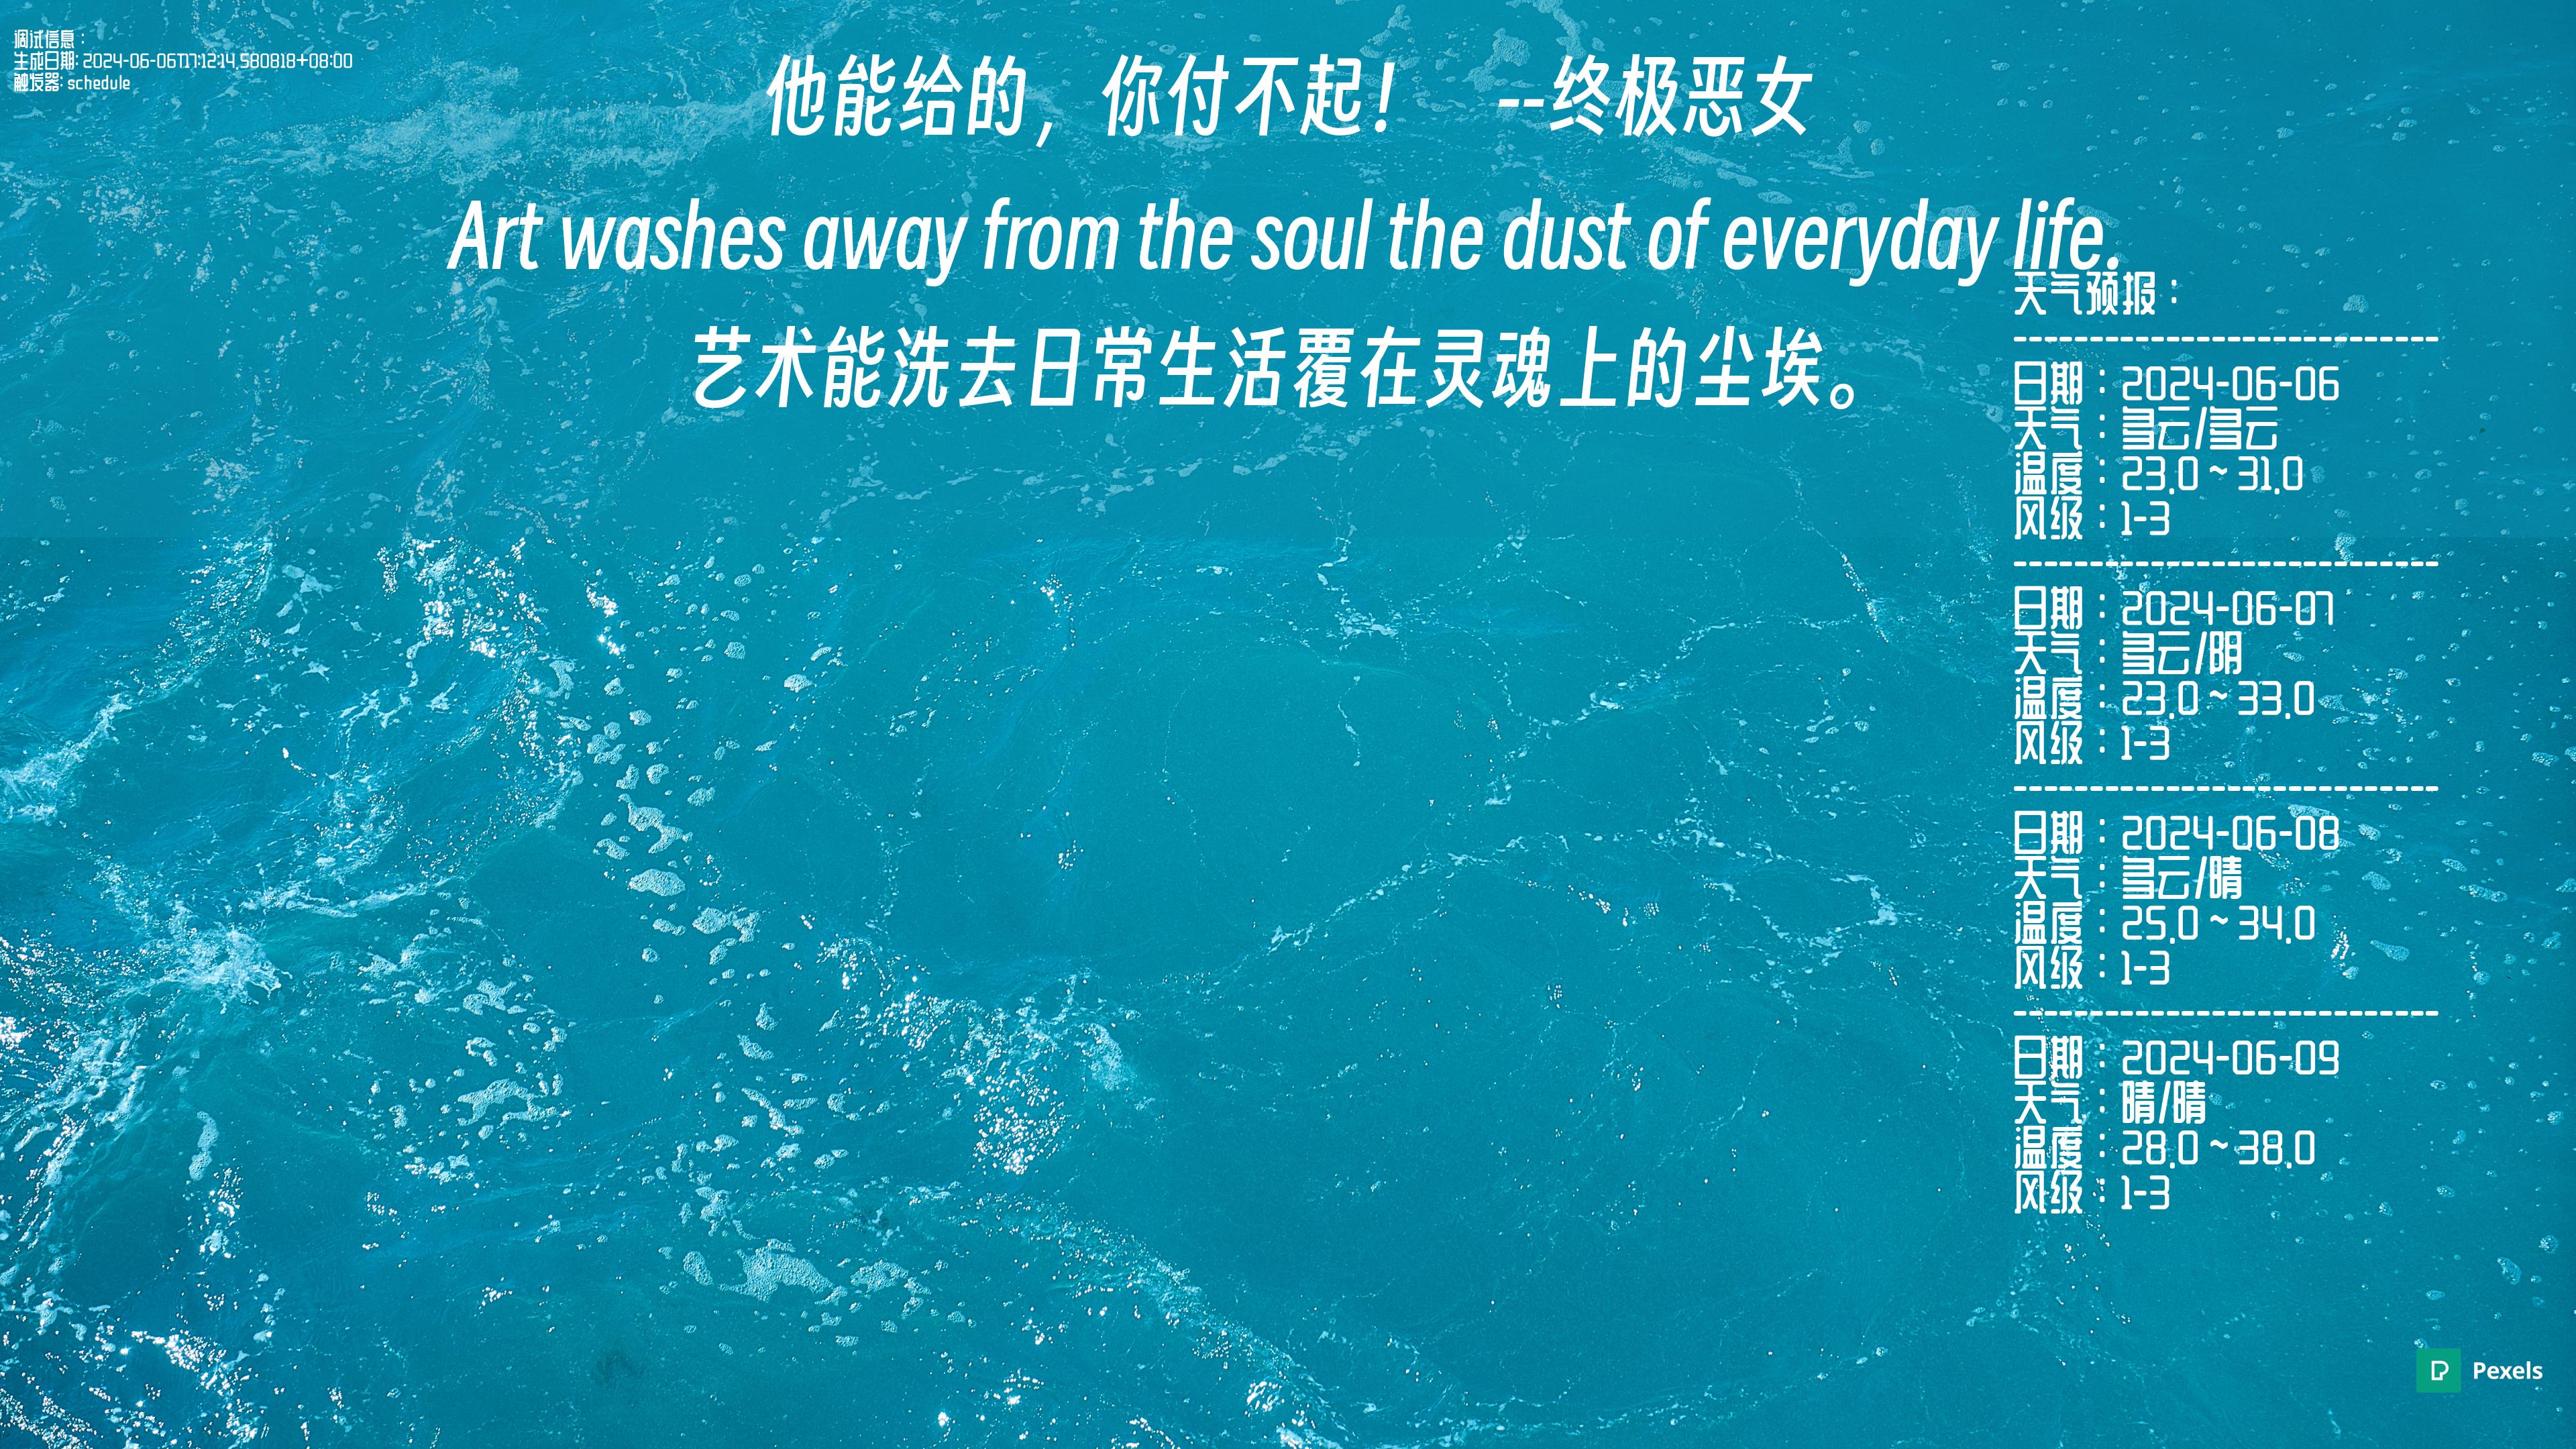 调试信息：
生成日期: 2024-06-06T17:12:14.580818+08:00
触发器: schedule
他能给的，你付不起！ --终极恶女
Art washes away from the soul the dust of everyday life.
艺术能洗去日常生活覆在灵魂上的尘埃。
天气预报：
----------------------------
日期：2024-06-06
天气：多云/多云
温度：23.0 ~ 31.0
风级：1-3
----------------------------
日期：2024-06-07
天气：多云/阴
温度：23.0 ~ 33.0
风级：1-3
----------------------------
日期：2024-06-08
天气：多云/晴
温度：25.0 ~ 34.0
风级：1-3
----------------------------
日期：2024-06-09
天气：晴/晴
温度：28.0 ~ 38.0
风级：1-3
Pexels